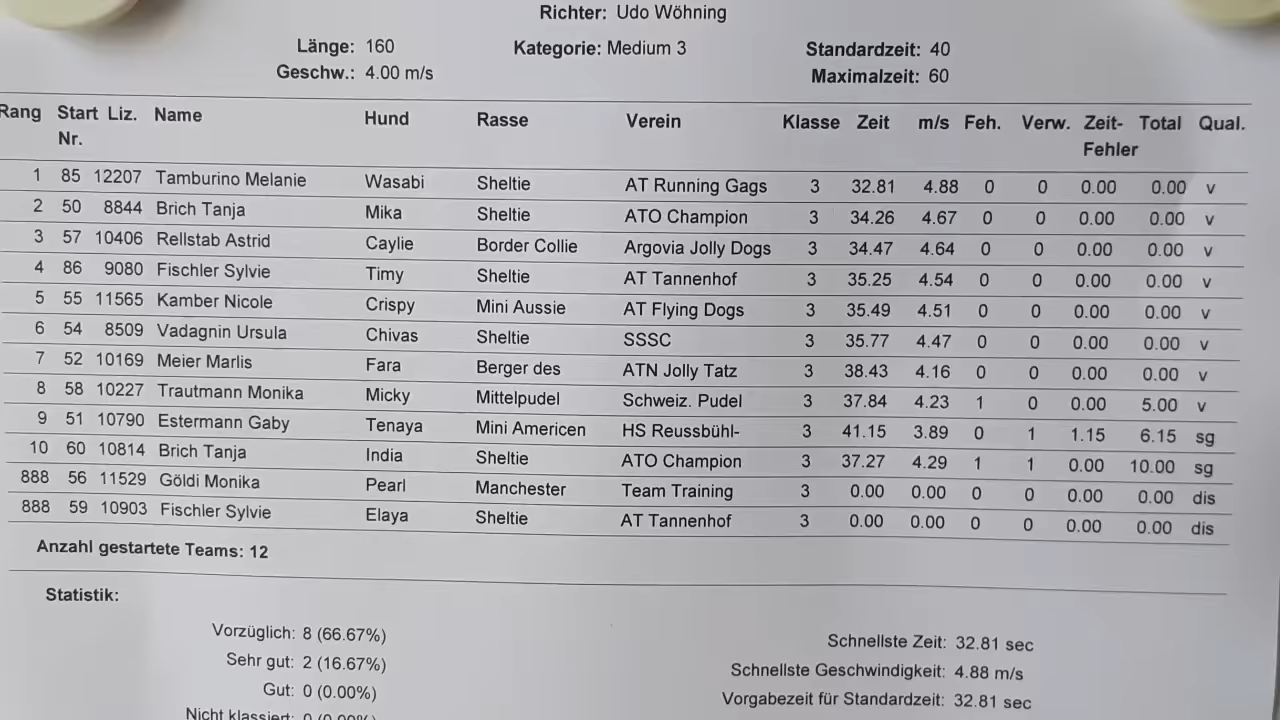 Richter: Udo Wöhning
Länge: 160 Kategorie: Medium 3 Standardzeit: 40
Geschw.: 4.00 m/s Maximalzeit: 60
Rang Start Liz. Name Hund Rasse Verein Klasse Zeit m/s Feh. Verw. Zeit- Total Qual.
Nr. Fehler
1 85 12207 Tamburino Melanie Wasabi Sheltie AT Running Gags 3 32.81 4.88 0 0 0.00 0.00 v
2 50 8844 Brich Tanja Mika Sheltie ATO Champion 3 34.26 4.67 0 0 0.00 0.00 v
3 57 10406 Rellstab Astrid Caylie Border Collie Argovia Jolly Dogs 3 34.47 4.64 0 0 0.00 0.00 v
4 86 9080 Fischler Sylvie Timy Sheltie AT Tannenhof 3 35.25 4.54 0 0 0.00 0.00 v
5 55 11565 Kamber Nicole Crispy Mini Aussie AT Flying Dogs 3 35.49 4.51 0 0 0.00 0.00 v
6 54 8509 Vadagnin Ursula Chivas Sheltie SSSC 3 35.77 4.47 0 0 0.00 0.00 v
7 52 10169 Meier Marlis Fara Berger des ATN Jolly Tatz 3 38.43 4.16 0 0 0.00 0.00 v
8 58 10227 Trautmann Monika Micky Mittelpudel Schweiz. Pudel 3 37.84 4.23 1 0 0.00 5.00 v
9 51 10790 Estermann Gaby Tenaya Mini Americen HS Reussbühl- 3 41.15 3.89 0 1 1.15 6.15 sg
10 60 10814 Brich Tanja India Sheltie ATO Champion 3 37.27 4.29 1 1 0.00 10.00 sg
888 56 11529 Göldi Monika Pearl Manchester Team Training 3 0.00 0.00 0 0 0.00 0.00 dis
888 59 10903 Fischler Sylvie Elaya Sheltie AT Tannenhof 3 0.00 0.00 0 0 0.00 0.00 dis
Anzahl gestartete Teams: 12
Statistik:
Vorzüglich: 8 (66.67%) Schnellste Zeit: 32.81 sec
Sehr gut: 2 (16.67%) Schnellste Geschwindigkeit: 4.88 m/s
Gut: 0 (0.00%) Vorgabezeit für Standardzeit: 32.81 sec
Nicht klassiert: 0 (0.00%)